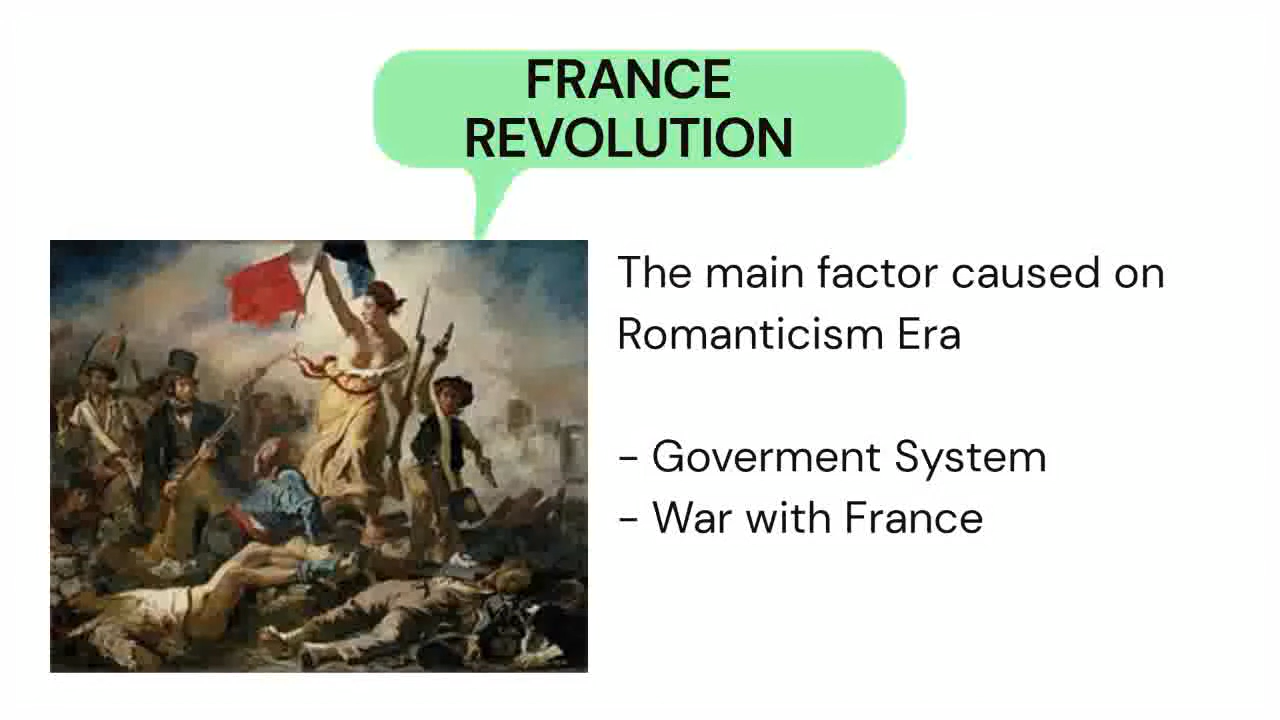 FRANCE
REVOLUTION
The main factor caused on
Romanticism Era
- Goverment System
- War with France